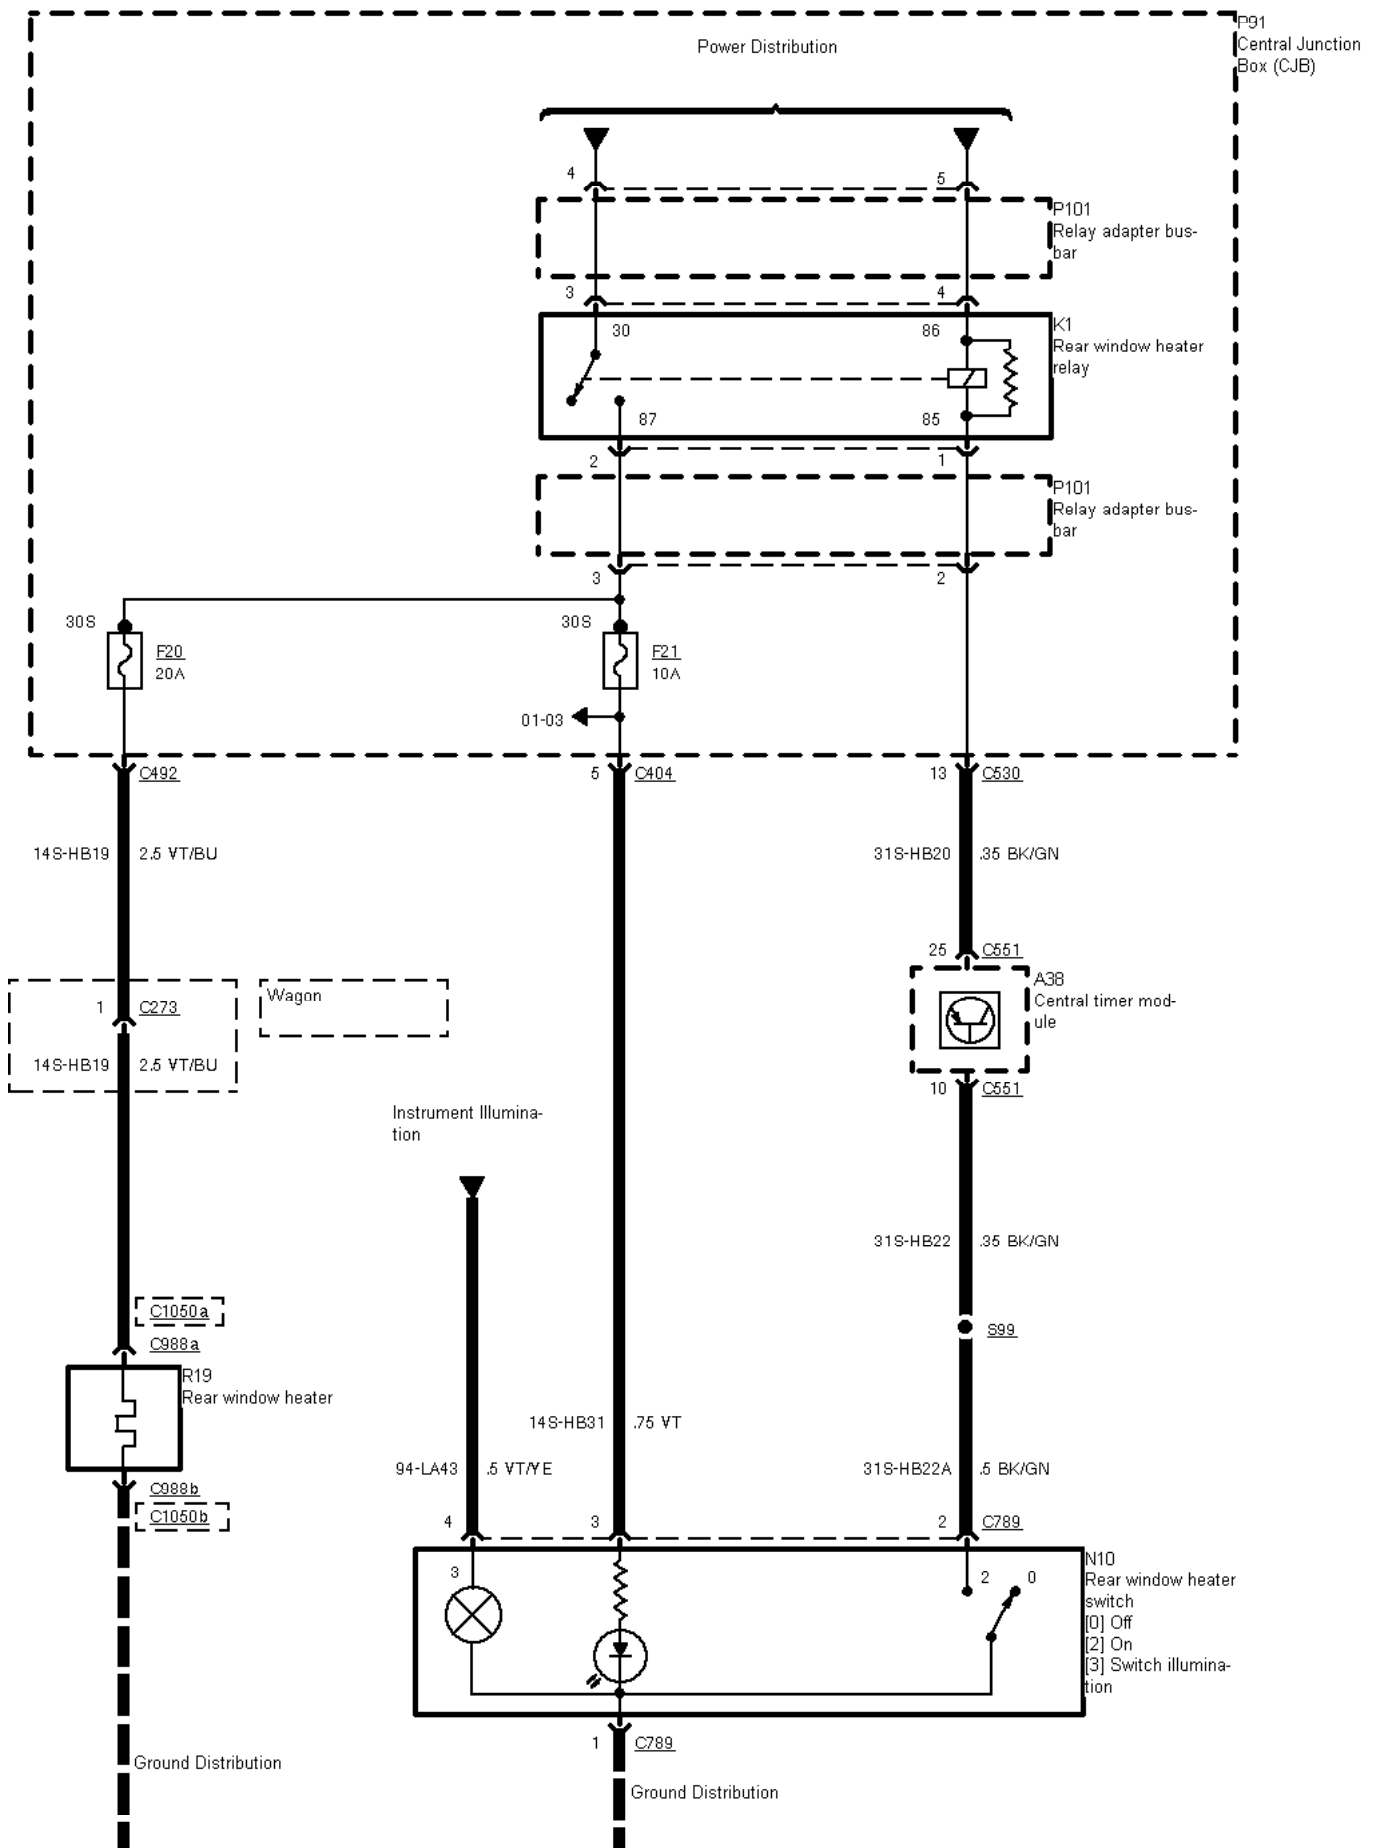 P91
Central Junction
Box (CJB)
Power Distribution
4
5
P101
Relay adapter bus-
bar
3
4
K1
Rear window heater
relay
30
86
87
85
2
1
P101
Relay adapter bus-
bar
3
2
30S
F20
20A
30S
F21
10A
01-03
C492
5
C404
13
C530
14S-HB19
2.5 VT/BU
31S-HB20
.35 BK/GN
25
C551
A38
Central timer mod-
ule
1
C273
Wagon
14S-HB19
2.5 VT/BU
10
C551
Instrument Illumina-
tion
31S-HB22
.35 BK/GN
C1050a
S99
C988a
R19
Rear window heater
14S-HB31
.75 VT
94-LA43
.5 VT/YE
31S-HB22A
.5 BK/GN
C988b
C1050b
4
3
2
C789
3
2
0
N10
Rear window heater
switch
[0] Off
[2] On
[3] Switch illumina-
tion
1
C789
Ground Distribution
Ground Distribution